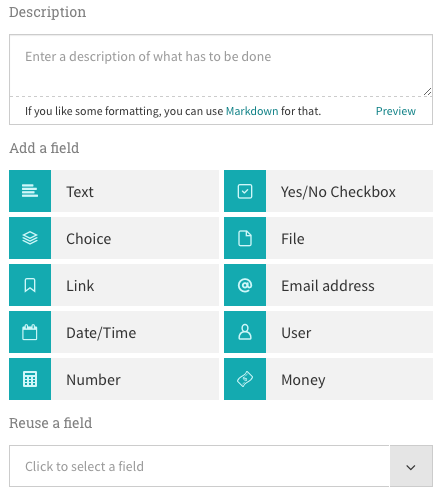 Description
Enter a description of what has to be done
If you like some formatting, you can use Markdown for that. Preview
Add a field
Text
Yes/No Checkbox
Choice
File
Link
Email address
Date/Time
User
Number
Money
Reuse a field
Click to select a field